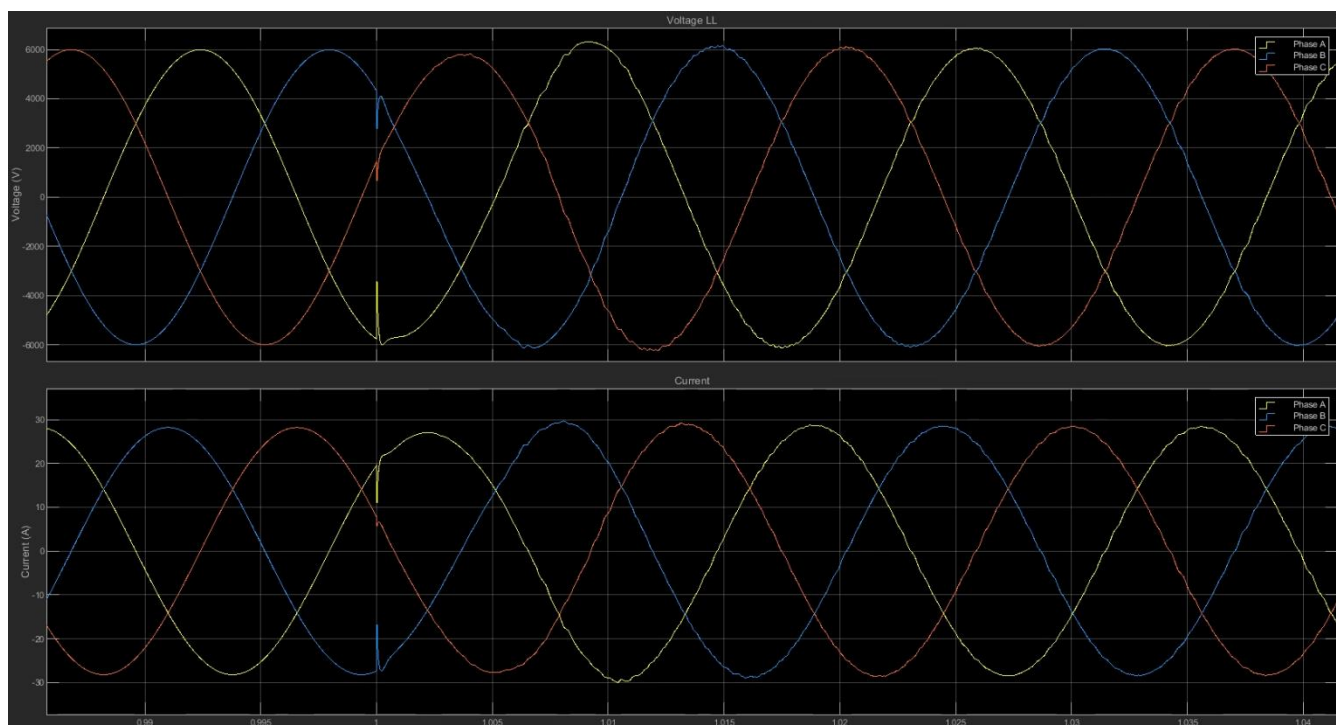 Voltage LL
Phase A
Phase B
Phase C
Voltage (V)
6000
4000
2000
0
-2000
-4000
-6000
Current
Phase A
Phase B
Phase C
Current (A)
30
20
10
0
-10
-20
-30
0.99 0.995 1 1.005 1.01 1.015 1.02 1.025 1.03 1.035 1.04